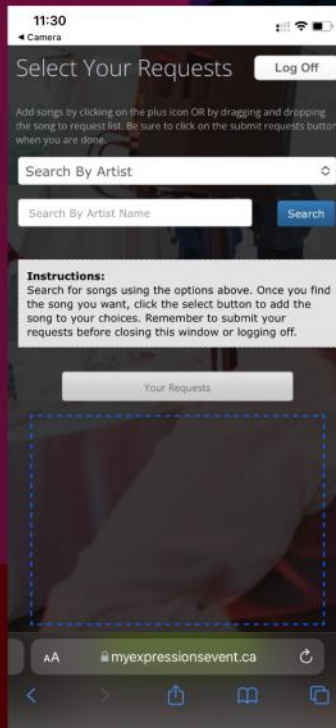 11:30
◀ Camera
Select Your Requests
Log Off
Add songs by clicking on the plus icon OR by dragging and dropping
the song to request list. Be sure to click on the submit requests button
when you are done.
Search By Artist
Search By Artist Name
Search
Instructions:
Search for songs using the options above. Once you find
the song you want, click the select button to add the
song to your choices. Remember to submit your
requests before closing this window or logging off.
Your Requests
AA
myexpressionsevent.ca